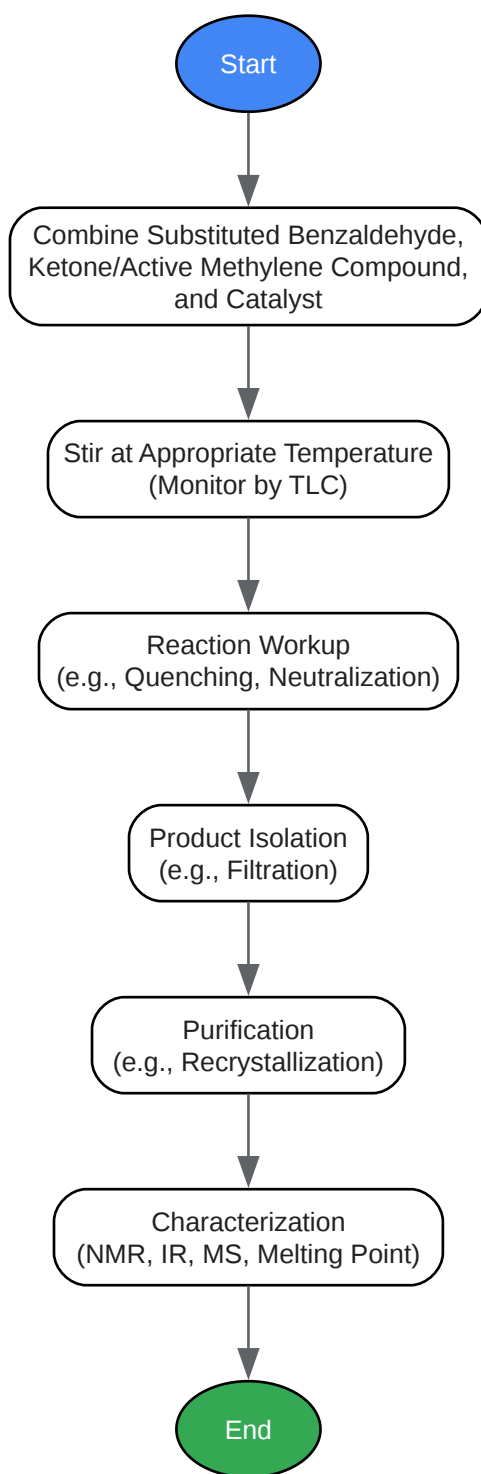 Start
Combine Substituted Benzaldehyde,
Ketone/Active Methylene Compound,
and Catalyst
Stir at Appropriate Temperature
(Monitor by TLC)
Reaction Workup
(e.g., Quenching, Neutralization)
Product Isolation
(e.g., Filtration)
Purification
(e.g., Recrystallization)
Characterization
(NMR, IR, MS, Melting Point)
End